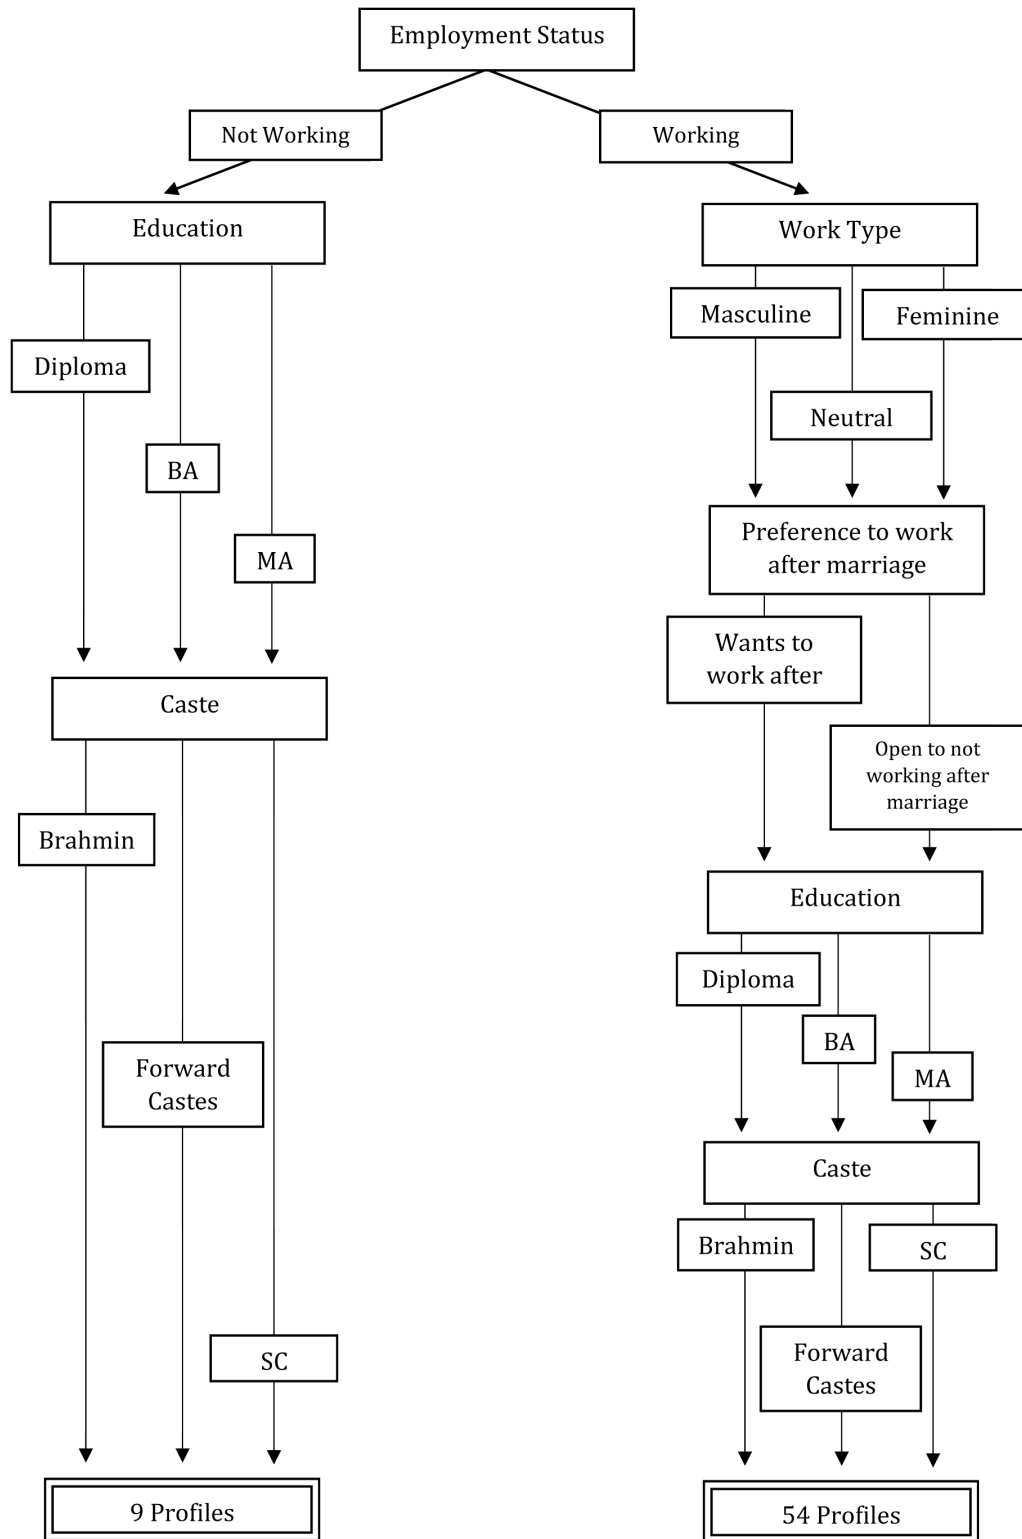 Employment Status
Not Working
Working
Education
Work Type
Masculine
Feminine
Diploma
Neutral
BA
MA
Preference to work
after marriage
Wants to
work after
Caste
Open to not
working after
marriage
Brahmin
Education
Diploma
BA
MA
Forward
Castes
Caste
Brahmin
SC
SC
Forward
Castes
9 Profiles
54 Profiles